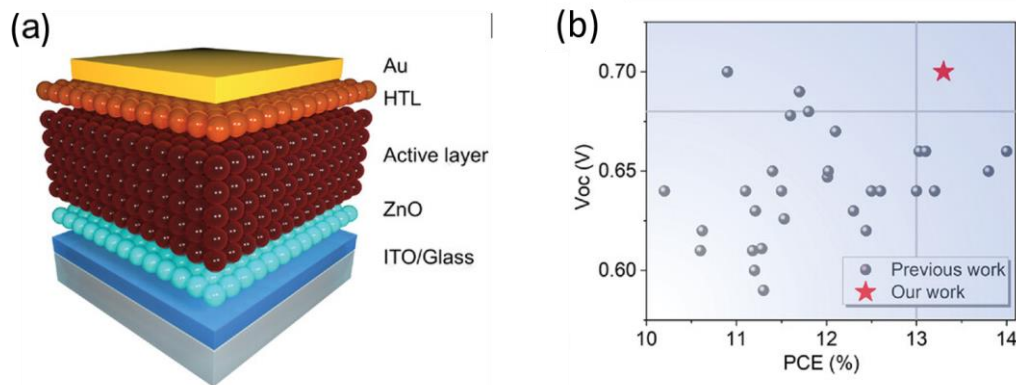 (a)
Au
HTL
Active layer
ZnO
ITO/Glass
(b)
Voc (V)
0.70
0.65
0.60
Previous work
Our work
10 11 12 13 14
PCE (%)